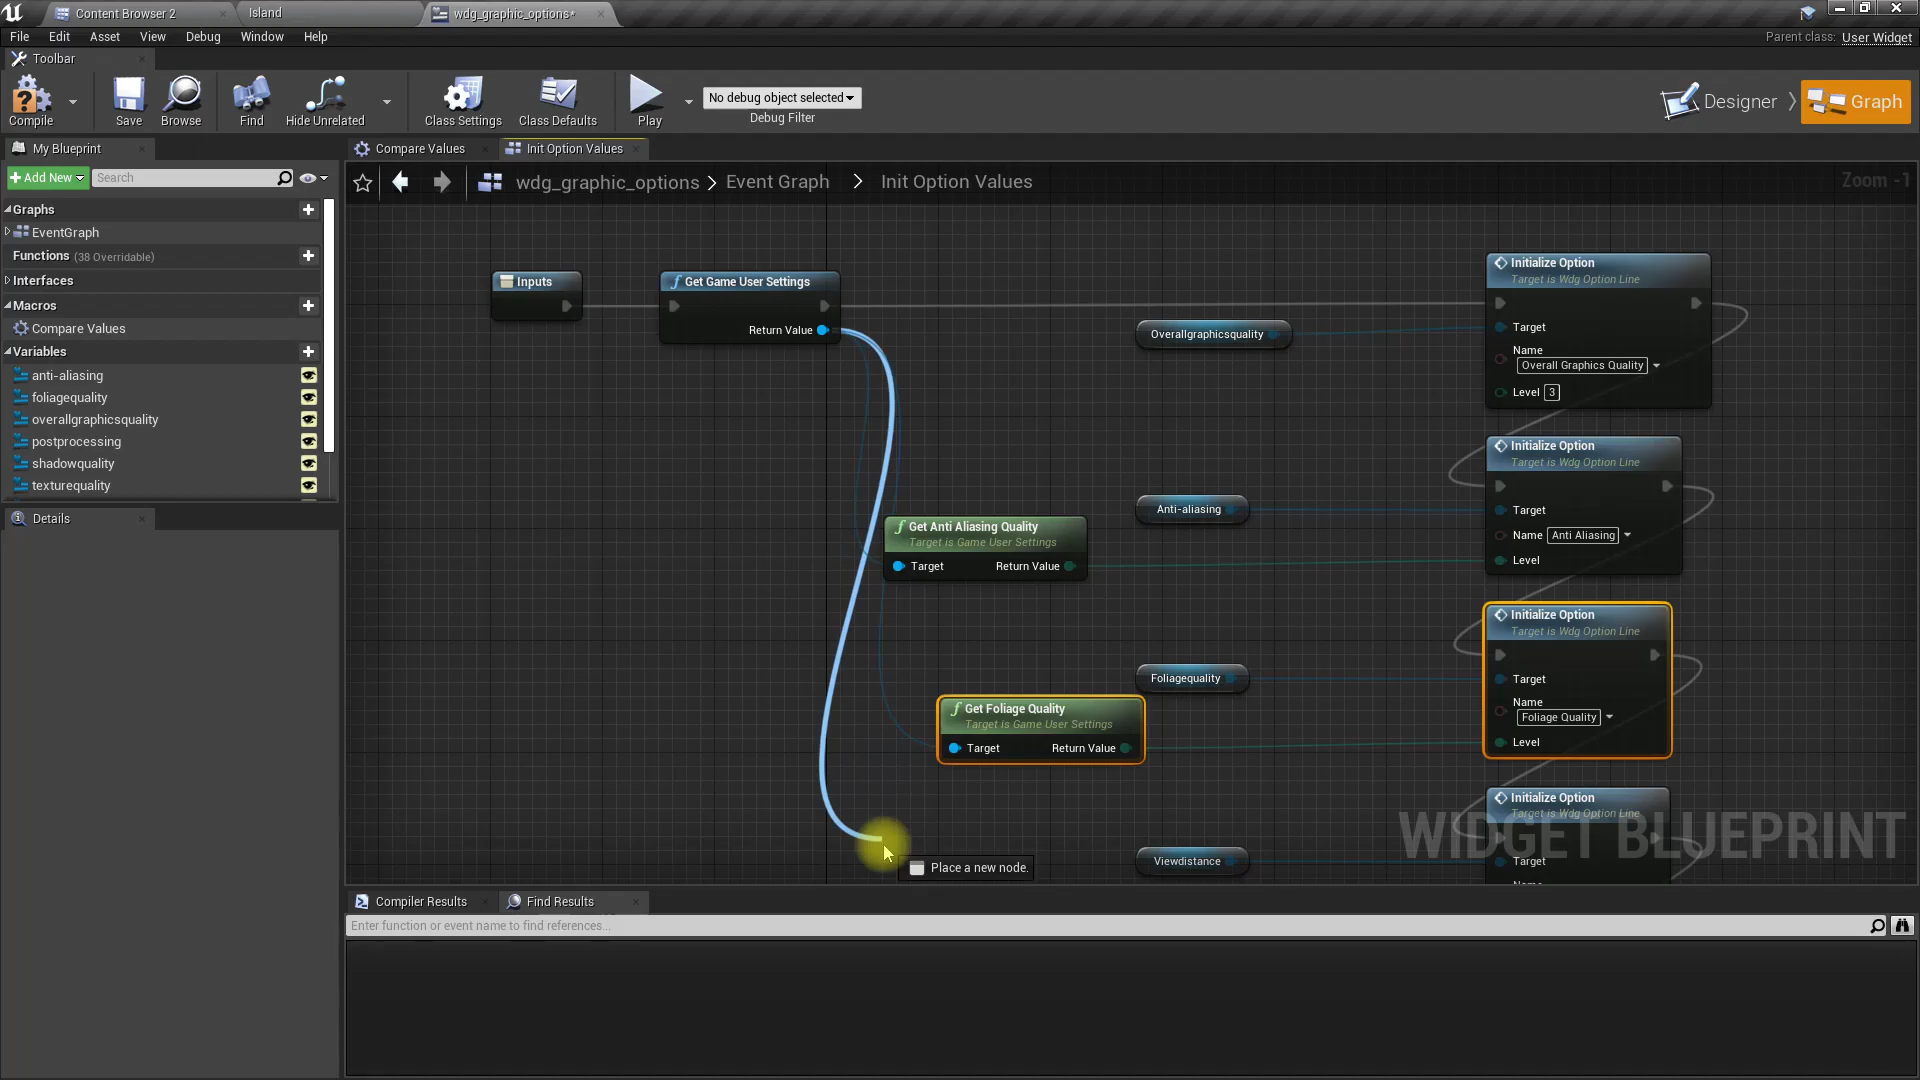 Content Browser 2
Island
wdg_graphic_options*
File
Edit
Asset
View
Debug
Window
Help
Parent class:
User Widget
Toolbar
Compile
Save
Browse
Find
Hide Unrelated
Class Settings
Class Defaults
Play
No debug object selected
Debug Filter
Designer
Graph
My Blueprint
Compare Values
Init Option Values
+Add New
Search
wdg_graphic_options > Event Graph > Init Option Values
Zoom -1
Graphs
EventGraph
Functions (38 Overridable)
Interfaces
Macros
Compare Values
Variables
anti-aliasing
foliagequality
overallgraphicsquality
postprocessing
shadowquality
texturequality
Details
Inputs
Get Game User Settings
Return Value
Overallgraphicsquality
Initialize Option
Target is Wdg Option Line
Target
Name
Overall Graphics Quality
Level 3
Get Anti Aliasing Quality
Target is Game User Settings
Target
Return Value
Anti-aliasing
Initialize Option
Target is Wdg Option Line
Target
Name Anti Aliasing
Level
Get Foliage Quality
Target is Game User Settings
Target
Return Value
Foliagequality
Initialize Option
Target is Wdg Option Line
Target
Name
Foliage Quality
Level
Place a new node.
Viewdistance
Initialize Option
Target is Wdg Option Line
Target
WIDGET BLUEPRINT
Compiler Results
Find Results
Enter function or event name to find references...